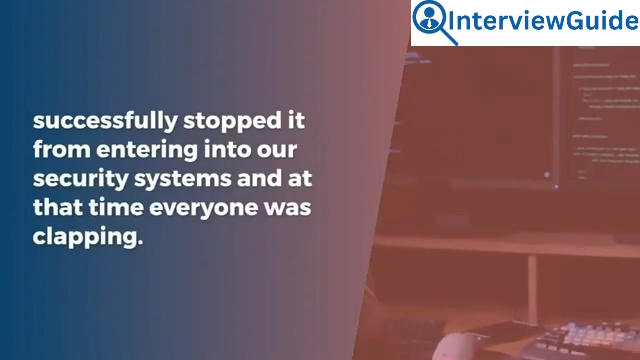 InterviewGuide
successfully stopped it
from entering into our
security systems and at
that time everyone was
clapping.